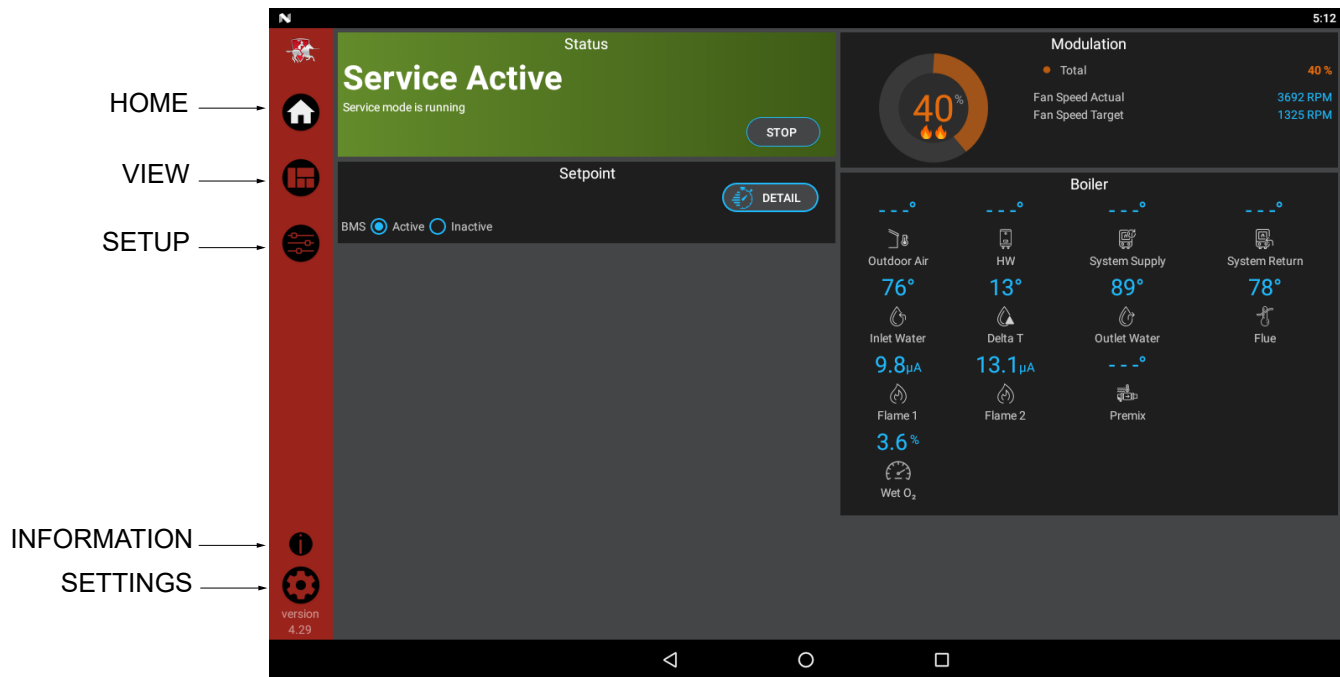 5:12
HOME
VIEW
SETUP
INFORMATION
SETTINGS
version
4.29
Status
Service Active
Service mode is running
STOP
Setpoint
DETAIL
BMS Active Inactive
Modulation
40%
Total 40 %
Fan Speed Actual 3692 RPM
Fan Speed Target 1325 RPM
Boiler
- - -° - - -° - - -° - - -°
Outdoor Air HW System Supply System Return
76° 13° 89° 78°
Inlet Water Delta T Outlet Water Flue
9.8µA 13.1µA - - -°
Flame 1 Flame 2 Premix
3.6 %
Wet O₂